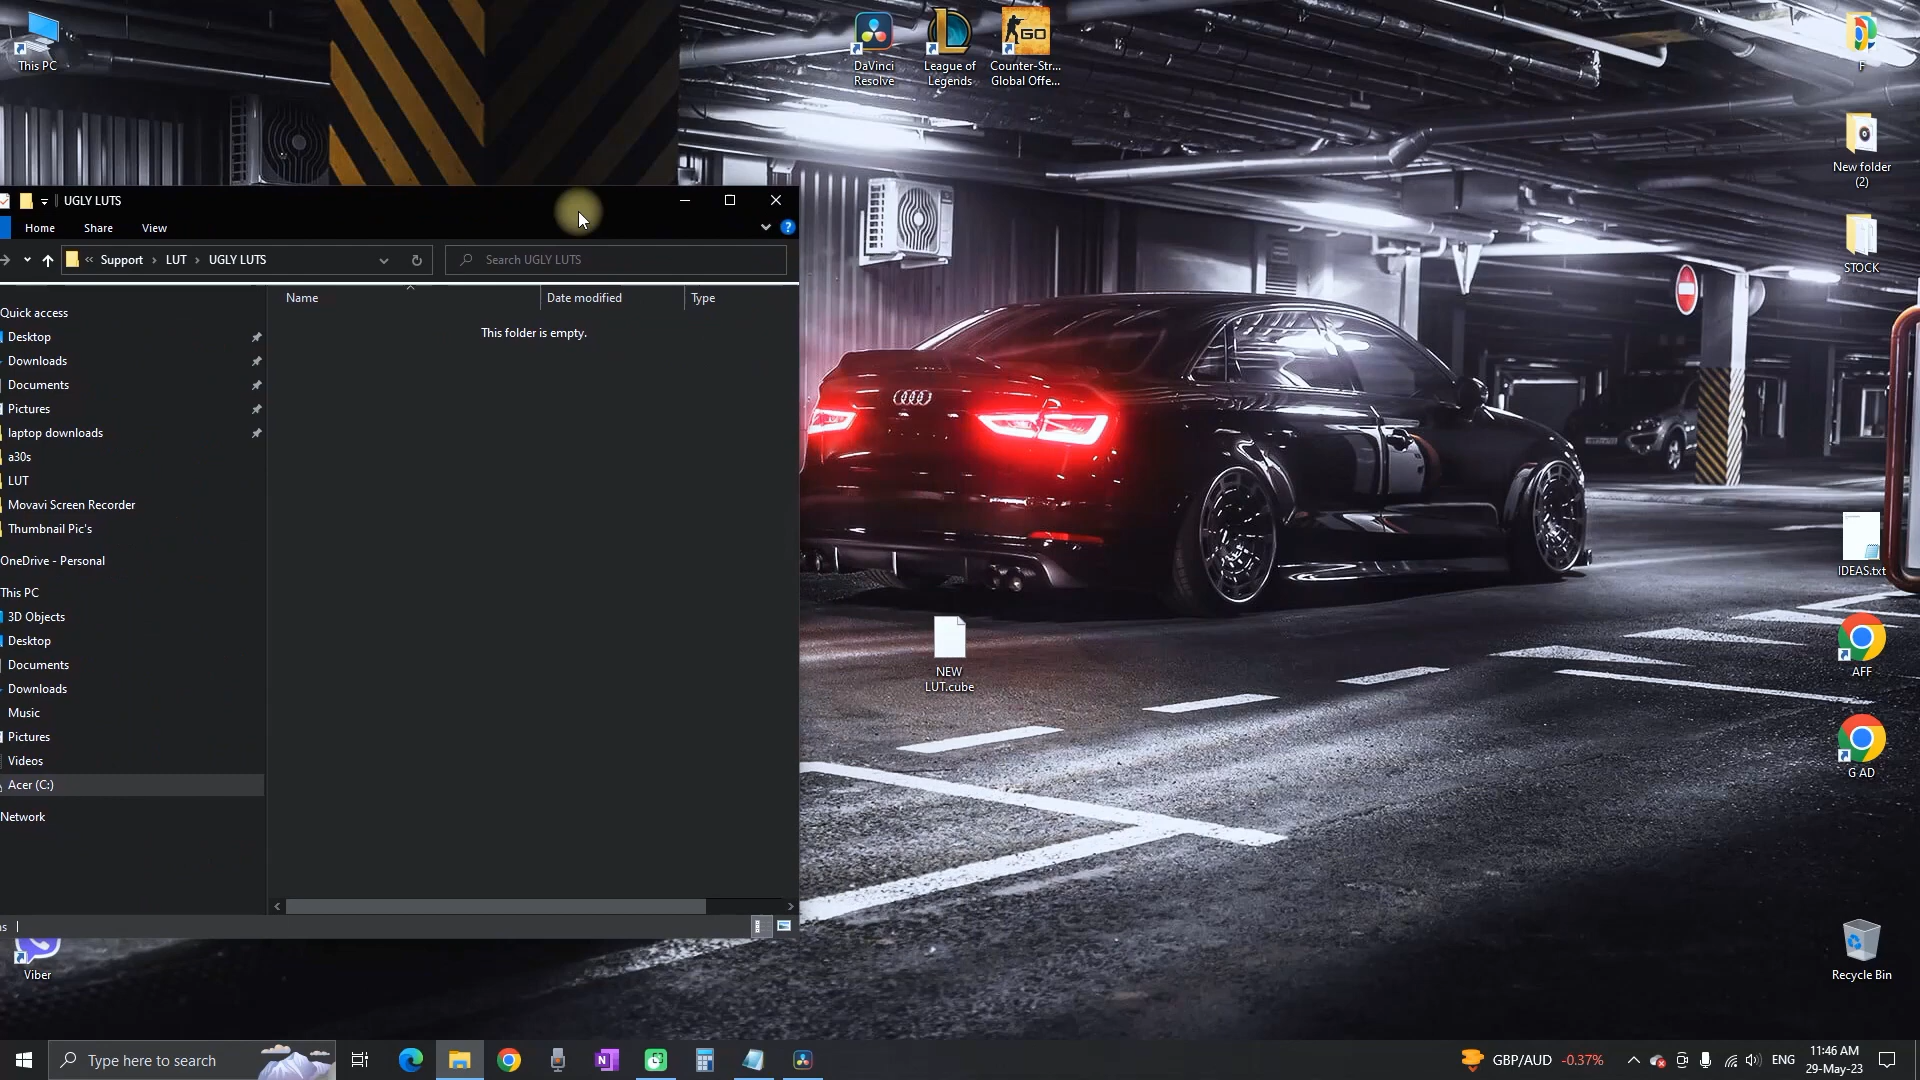 This PC
DaVinci
Resolve
League of
Legends
GO
Counter-Str...
Global Offe...
F
New folder
(2)
STOCK
IDEAS.txt
AFF
G AD
Recycle Bin
NEW
LUT.cube
Viber
UGLY LUTS
Home
Share
View
?
« Support › LUT › UGLY LUTS
Search UGLY LUTS
Name
Date modified
Type
This folder is empty.
Quick access
Desktop
Downloads
Documents
Pictures
laptop downloads
a30s
LUT
Movavi Screen Recorder
Thumbnail Pic's
OneDrive - Personal
This PC
3D Objects
Desktop
Documents
Downloads
Music
Pictures
Videos
Acer (C:)
Network
Type here to search
N
GBP/AUD -0.37%
ENG
11:46 AM
29-May-23